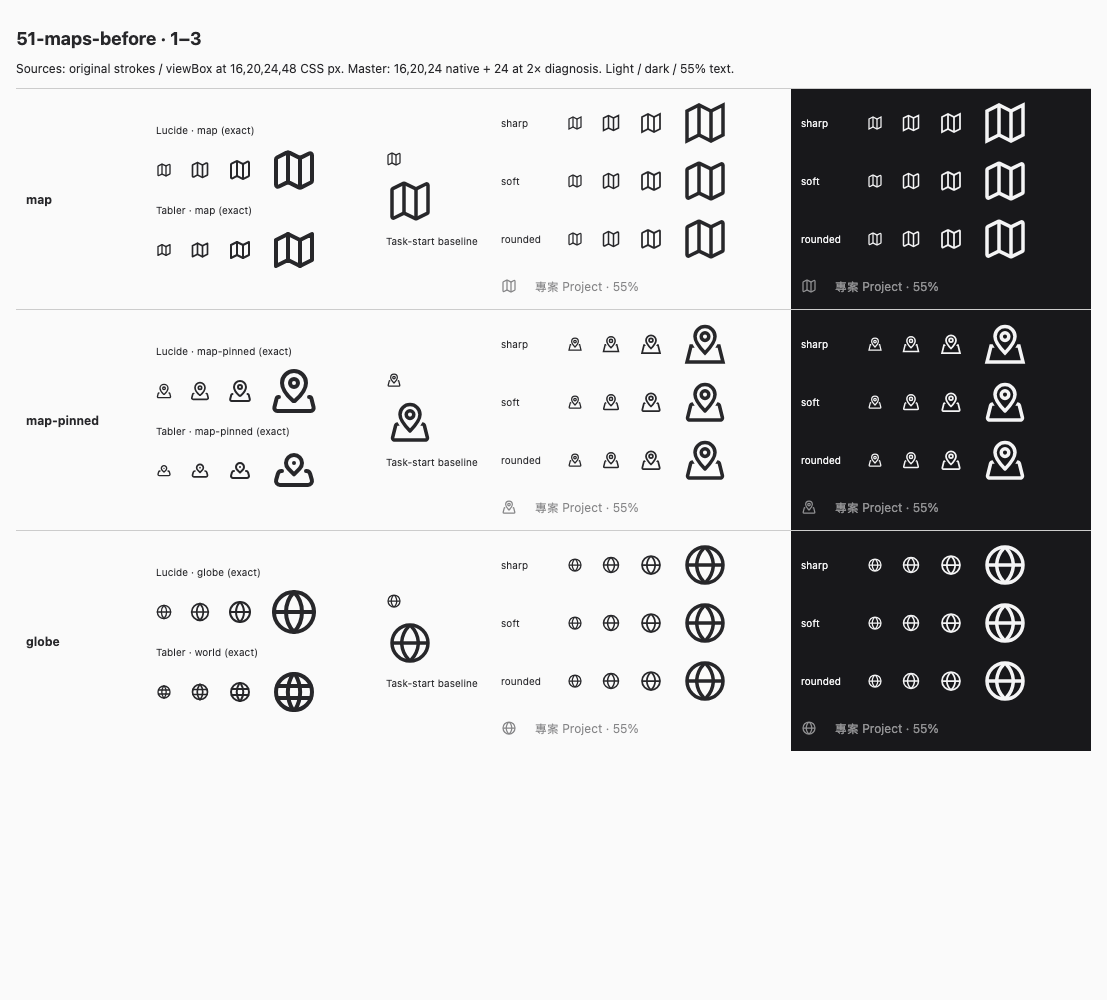 51-maps-before · 1–3
Sources: original strokes / viewBox at 16,20,24,48 CSS px. Master: 16,20,24 native + 24 at 2× diagnosis. Light / dark / 55% text.
map
Lucide · map (exact)
Tabler · map (exact)
Task-start baseline
sharp
soft
rounded
專案 Project · 55%
sharp
soft
rounded
專案 Project · 55%
map-pinned
Lucide · map-pinned (exact)
Tabler · map-pinned (exact)
Task-start baseline
sharp
soft
rounded
專案 Project · 55%
sharp
soft
rounded
專案 Project · 55%
globe
Lucide · globe (exact)
Tabler · world (exact)
Task-start baseline
sharp
soft
rounded
專案 Project · 55%
sharp
soft
rounded
專案 Project · 55%